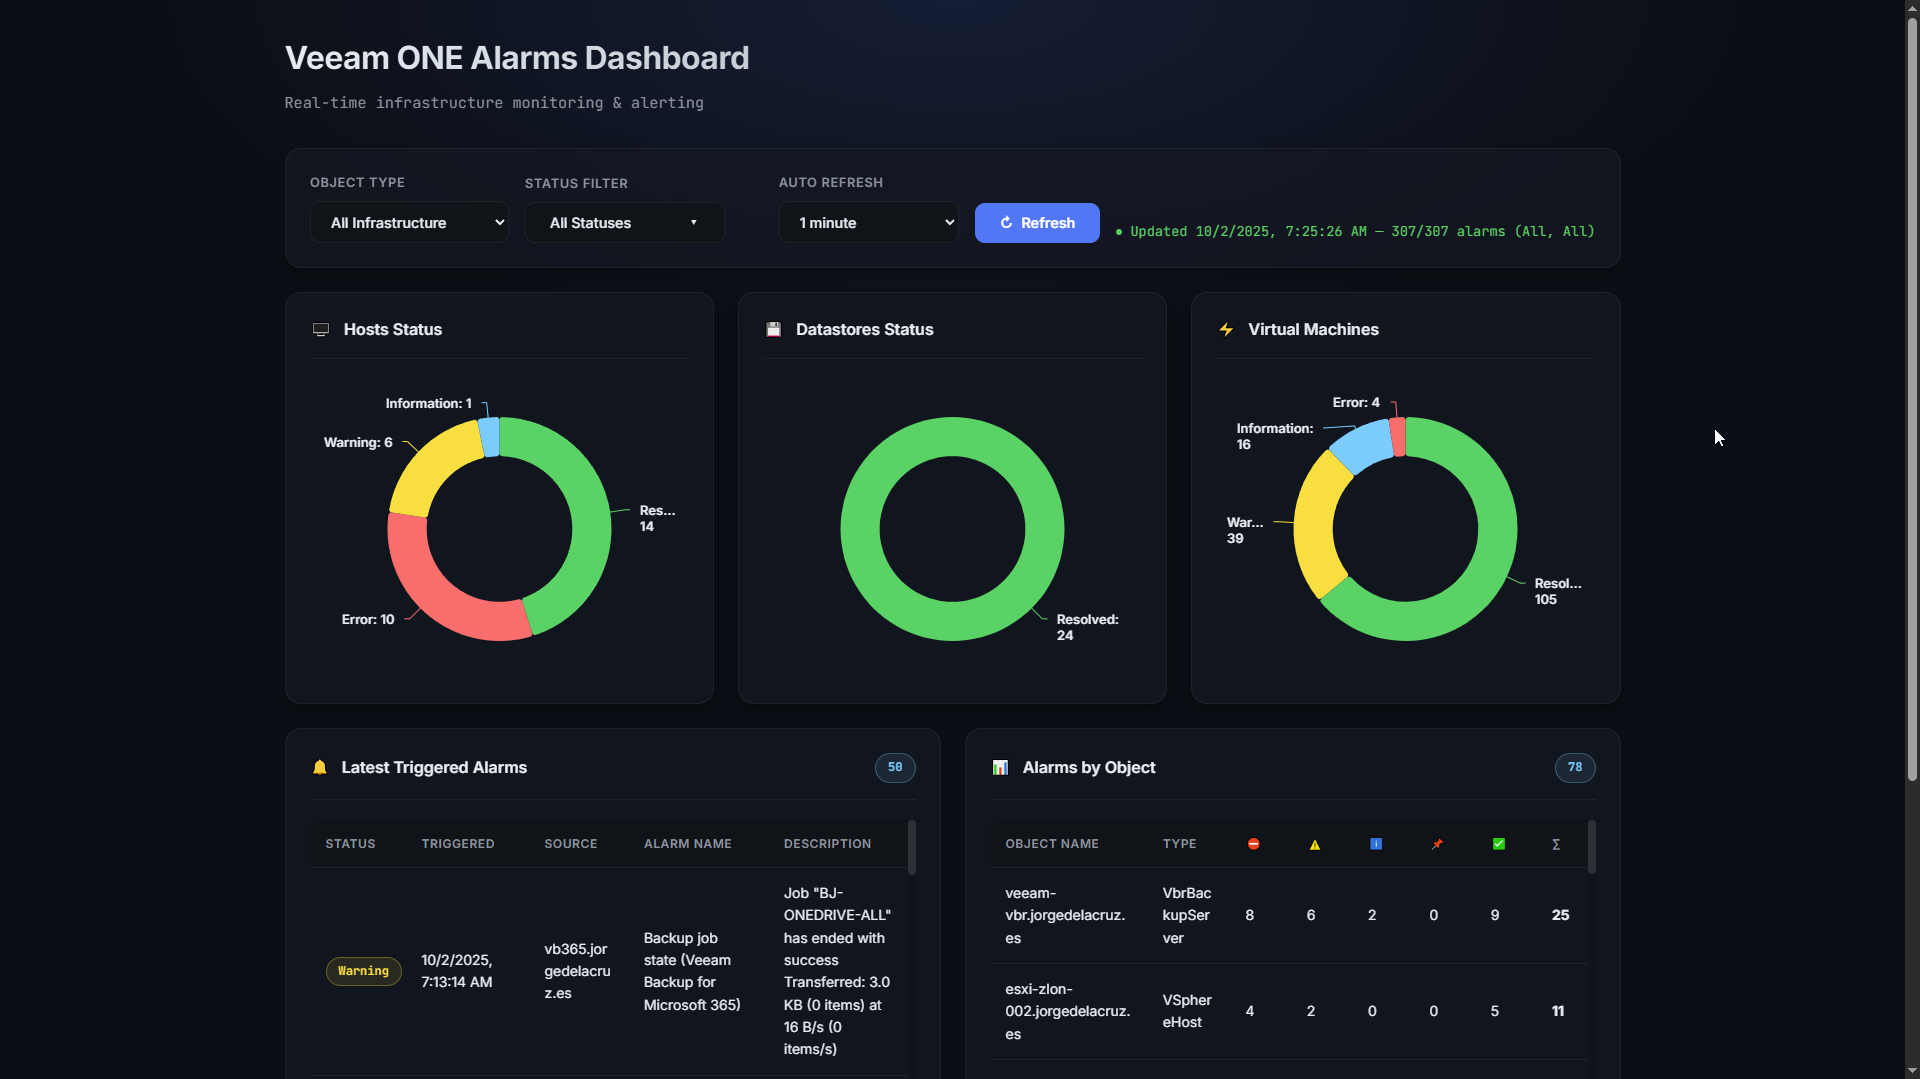 Veeam ONE Alarms Dashboard
Real-time infrastructure monitoring & alerting
OBJECT TYPE
STATUS FILTER
AUTO REFRESH
All Infrastructure
All Statuses
1 minute
↻ Refresh
● Updated 10/2/2025, 7:25:26 AM — 307/307 alarms (All, All)
Hosts Status
Information: 1
Warning: 6
Res...
14
Error: 10
Datastores Status
Resolved:
24
Virtual Machines
Error: 4
Information:
16
War...
39
Resol...
105
Latest Triggered Alarms
50
STATUS TRIGGERED SOURCE ALARM NAME DESCRIPTION
Warning
10/2/2025,
7:13:14 AM
vb365.jor
gedelacru
z.es
Backup job
state (Veeam
Backup for
Microsoft 365)
Job "BJ-
ONEDRIVE-ALL"
has ended with
success
Transferred: 3.0
KB (0 items) at
16 B/s (0
items/s)
Alarms by Object
78
OBJECT NAME TYPE Σ
veeam-
vbr.jorgedelacruz.
es
VbrBac
kupSer
ver
8 6 2 0 9 25
esxi-zlon-
002.jorgedelacruz.
es
VSpher
eHost
4 2 0 0 5 11